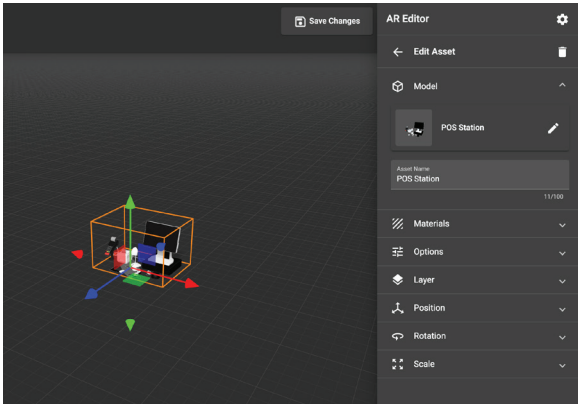 Save Changes
AR Editor
Edit Asset
Model
POS Station
Asset Name
POS Station
11/100
Materials
Options
Layer
Position
Rotation
Scale